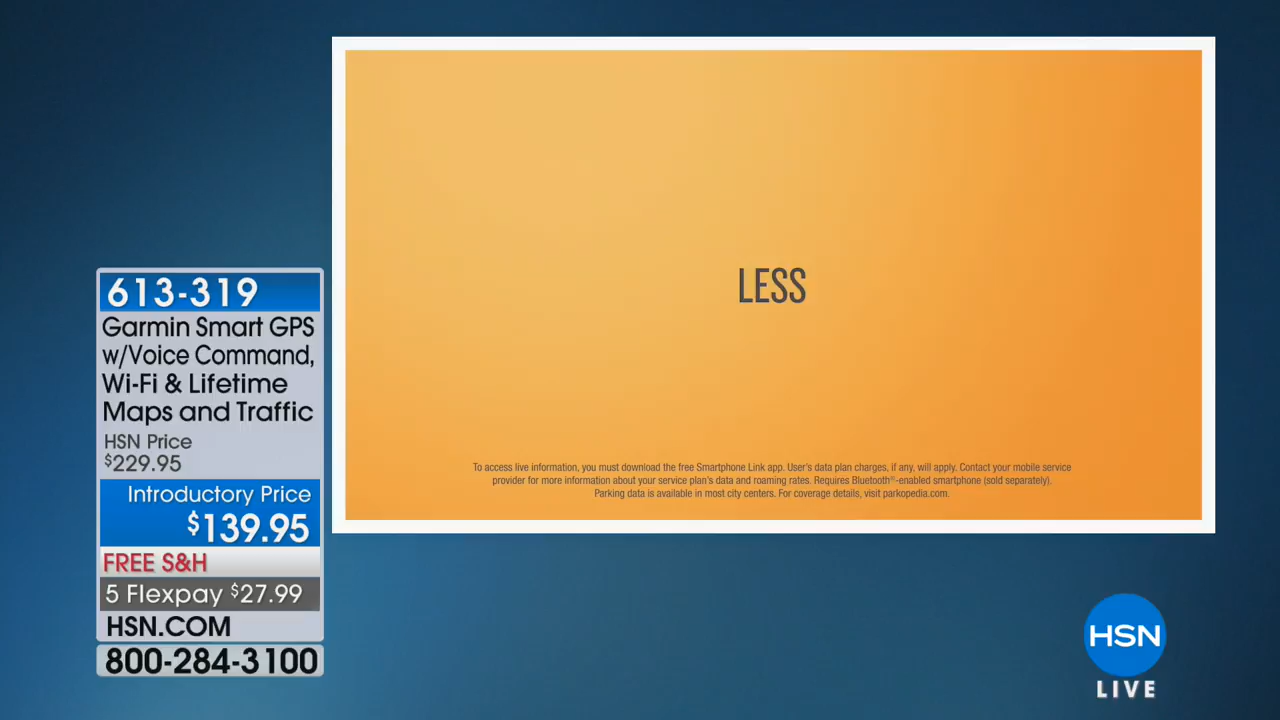 613-319
Garmin Smart GPS
w/Voice Command,
Wi-Fi & Lifetime
Maps and Traffic
HSN Price
$229.95
Introductory Price
$139.95
FREE S&H
5 Flexpay $27.99
HSN.COM
800-284-3100
LESS
To access live information, you must download the free Smartphone Link app. User's data plan charges, if any, will apply. Contact your mobile service
provider for more information about your service plan's data and roaming rates. Requires Bluetooth®-enabled smartphone (sold separately).
Parking data is available in most city centers. For coverage details, visit parkopedia.com.
HSN
LIVE